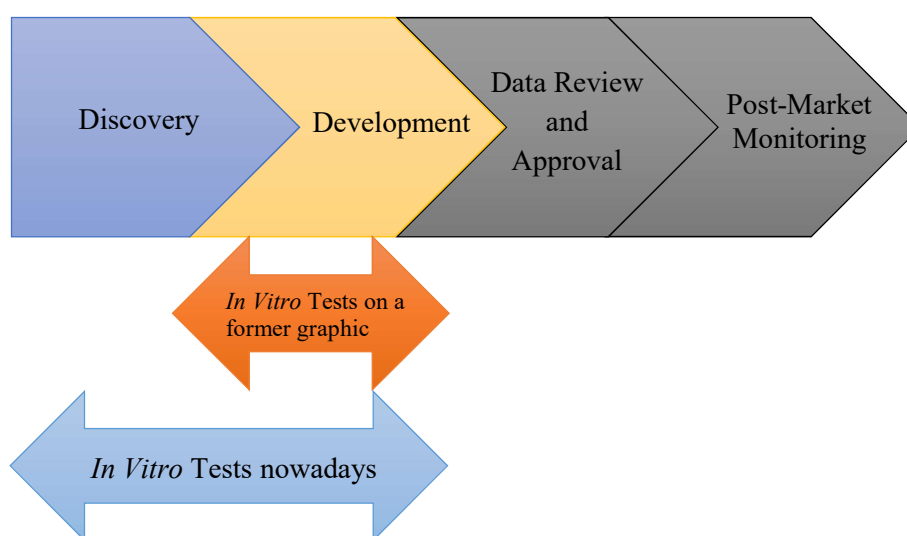 Discovery
Development
Data Review
and
Approval
Post-Market
Monitoring
In Vitro Tests on a
former graphic
In Vitro Tests nowadays